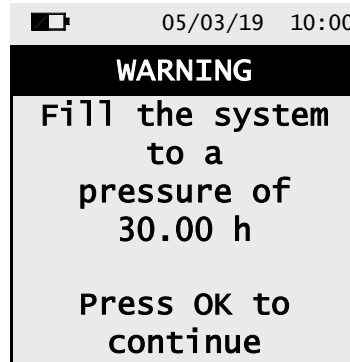 05/03/19 10:00
WARNING
Fill the system
to a
pressure of
30.00 h
Press OK to
continue